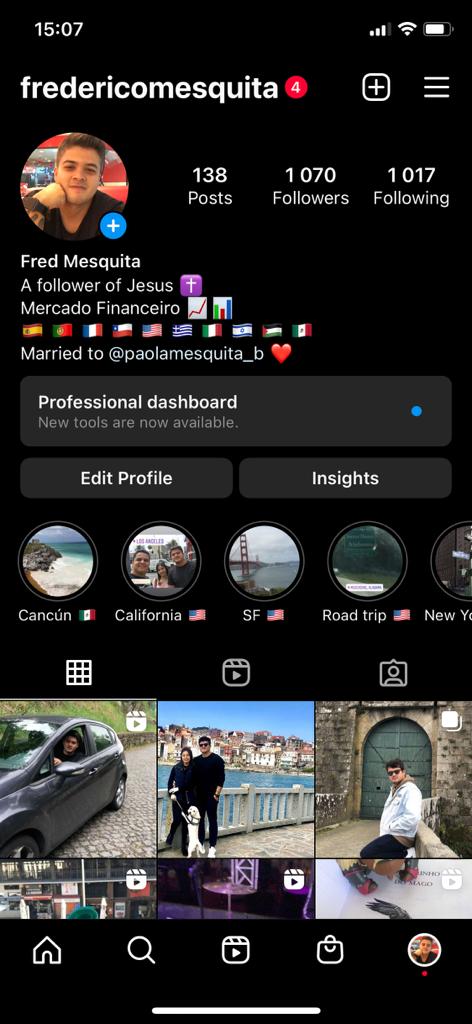 15:07
fredericomesquita 4
138 1 070 1 017
Posts Followers Following
Fred Mesquita
A follower of Jesus ✝️
Mercado Financeiro 📈 📊
🇪🇸 🇵🇹 🇫🇷 🇨🇱 🇺🇸 🇬🇷 🇮🇹 🇮🇱 🇵🇸 🇲🇽
Married to @paolamesquita_b ❤️
Professional dashboard
New tools are now available.
Edit Profile Insights
LOS ANGELES
Cancún 🇲🇽 California 🇺🇸 SF 🇺🇸 Road trip 🇺🇸 New Yo
INHO
DO MAGO